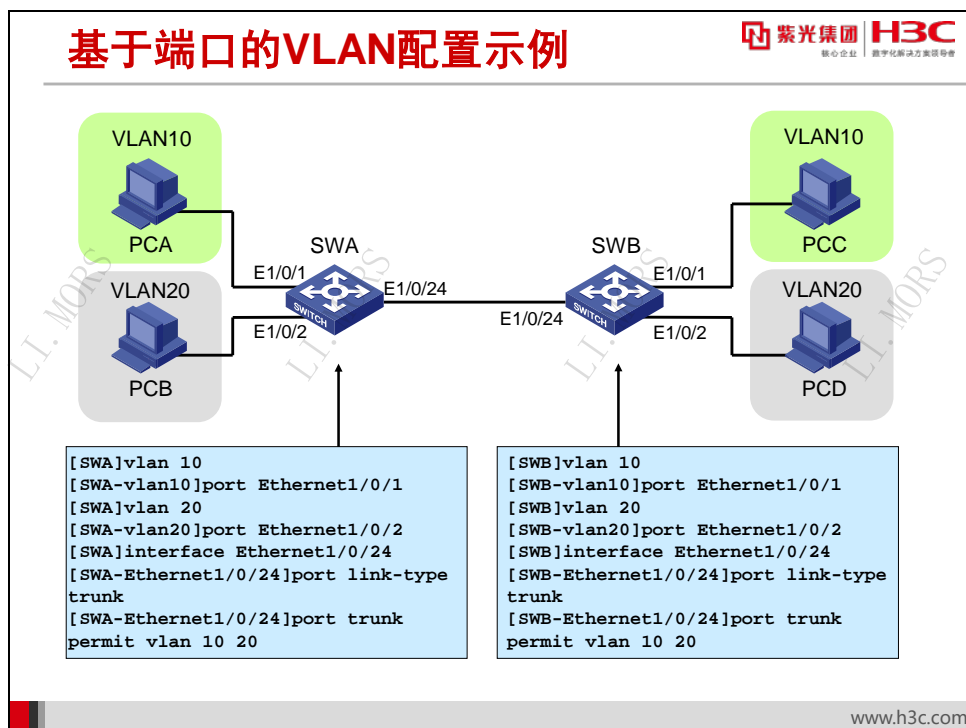 基于端口的VLAN配置示例
紫光集团 H3C
核心企业 数字化解决方案领导者
VLAN10
PCA
VLAN20
PCB
SWA
E1/0/1
E1/0/2
E1/0/24
SWITCH
SWB
E1/0/24
E1/0/1
E1/0/2
SWITCH
VLAN10
PCC
VLAN20
PCD
LI.MORS
LI.MORS
LI.MORS
LI.MORS
[SWA]vlan 10
[SWA-vlan10]port Ethernet1/0/1
[SWA]vlan 20
[SWA-vlan20]port Ethernet1/0/2
[SWA]interface Ethernet1/0/24
[SWA-Ethernet1/0/24]port link-type
trunk
[SWA-Ethernet1/0/24]port trunk
permit vlan 10 20
[SWB]vlan 10
[SWB-vlan10]port Ethernet1/0/1
[SWB]vlan 20
[SWB-vlan20]port Ethernet1/0/2
[SWB]interface Ethernet1/0/24
[SWB-Ethernet1/0/24]port link-type
trunk
[SWB-Ethernet1/0/24]port trunk
permit vlan 10 20
www.h3c.com